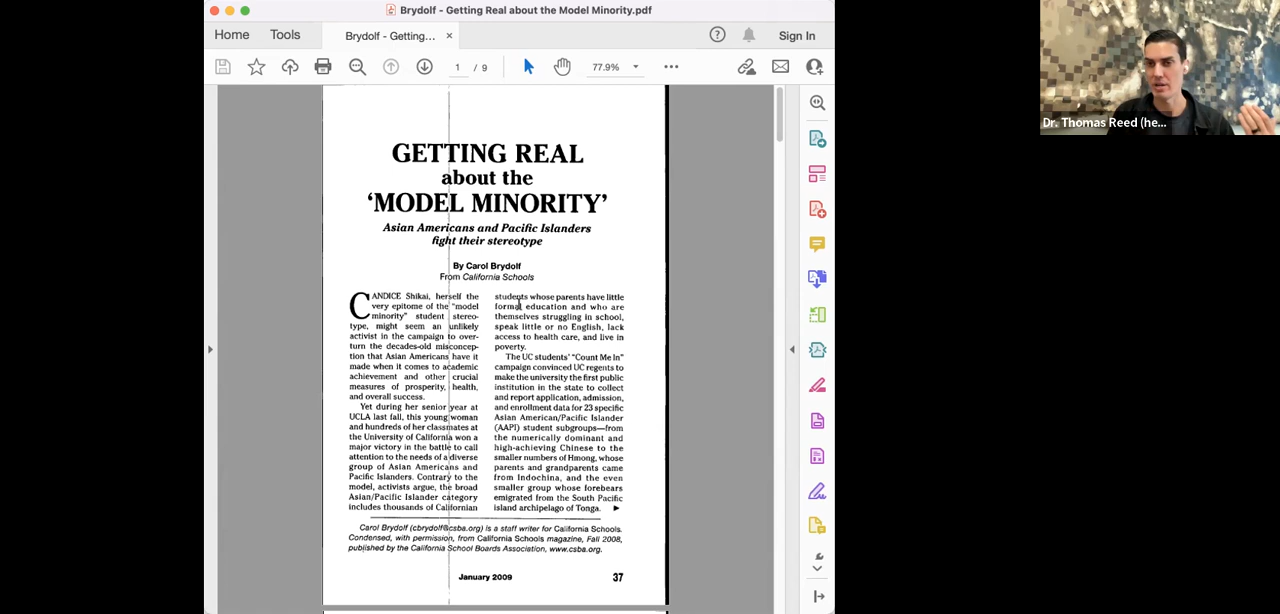 Brydolf - Getting Real about the Model Minority.pdf
Home Tools Brydolf - Getting... × Sign In
1 / 9 77.9%
Dr. Thomas Reed (he...
GETTING REAL
about the
‘MODEL MINORITY’
Asian Americans and Pacific Islanders
fight their stereotype
By Carol Brydolf
From California Schools
CANDICE Shikai, herself the
very epitome of the “model
minority” student stereo-
type, might seem an unlikely
activist in the campaign to over-
turn the decades-old misconcep-
tion that Asian Americans have it
made when it comes to academic
achievement and other crucial
measures of prosperity, health,
and overall success.
Yet during her senior year at
UCLA last fall, this young woman
and hundreds of her classmates at
the University of California won a
major victory in the battle to call
attention to the needs of a diverse
group of Asian Americans and
Pacific Islanders. Contrary to the
model, activists argue, the broad
Asian/Pacific Islander category
includes thousands of Californian
students whose parents have little
formal education and who are
themselves struggling in school,
speak little or no English, lack
access to health care, and live in
poverty.
The UC students’ “Count Me In”
campaign convinced UC regents to
make the university the first public
institution in the state to collect
and report application, admission,
and enrollment data for 23 specific
Asian American/Pacific Islander
(AAPI) student subgroups—from
the numerically dominant and
high-achieving Chinese to the
smaller numbers of Hmong, whose
parents and grandparents came
from Indochina, and the even
smaller group whose forebears
emigrated from the South Pacific
island archipelago of Tonga. ►
Carol Brydolf (cbrydolf@csba.org) is a staff writer for California Schools.
Condensed, with permission, from California Schools magazine, Fall 2008,
published by the California School Boards Association, www.csba.org.
January 2009 37